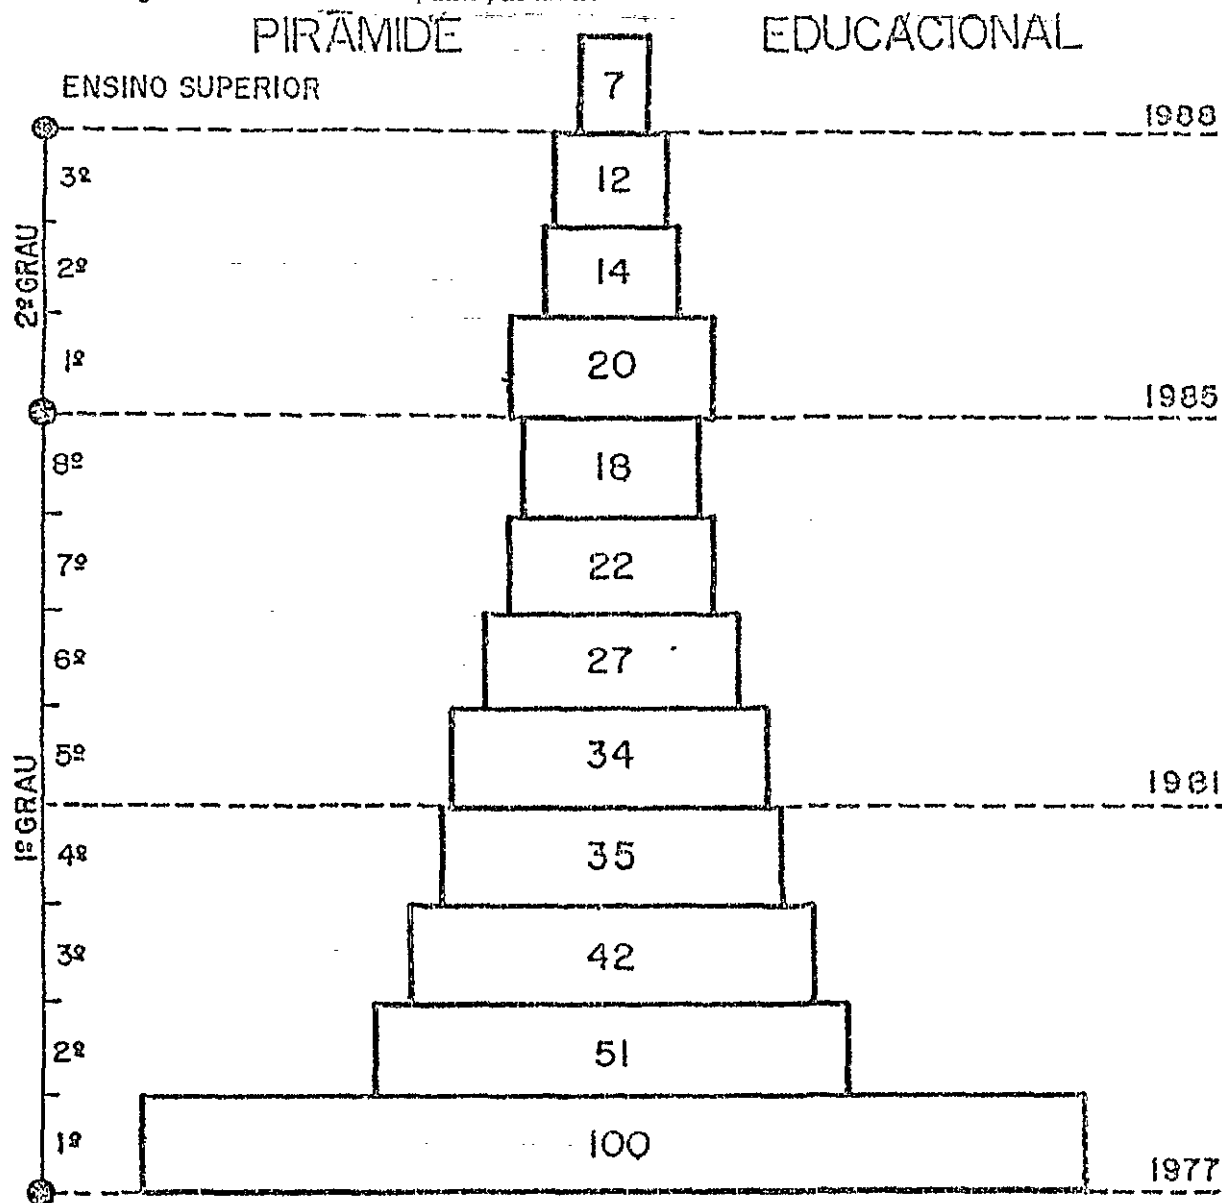 PIRÂMIDE EDUCACIONAL
ENSINO SUPERIOR 7
1988
3º 12
2º GRAU 2º 14
1º 20
1985
8º 18
7º 22
6º 27
5º 34
1981
1º GRAU 4º 35
3º 42
2º 51
1º 100
1977